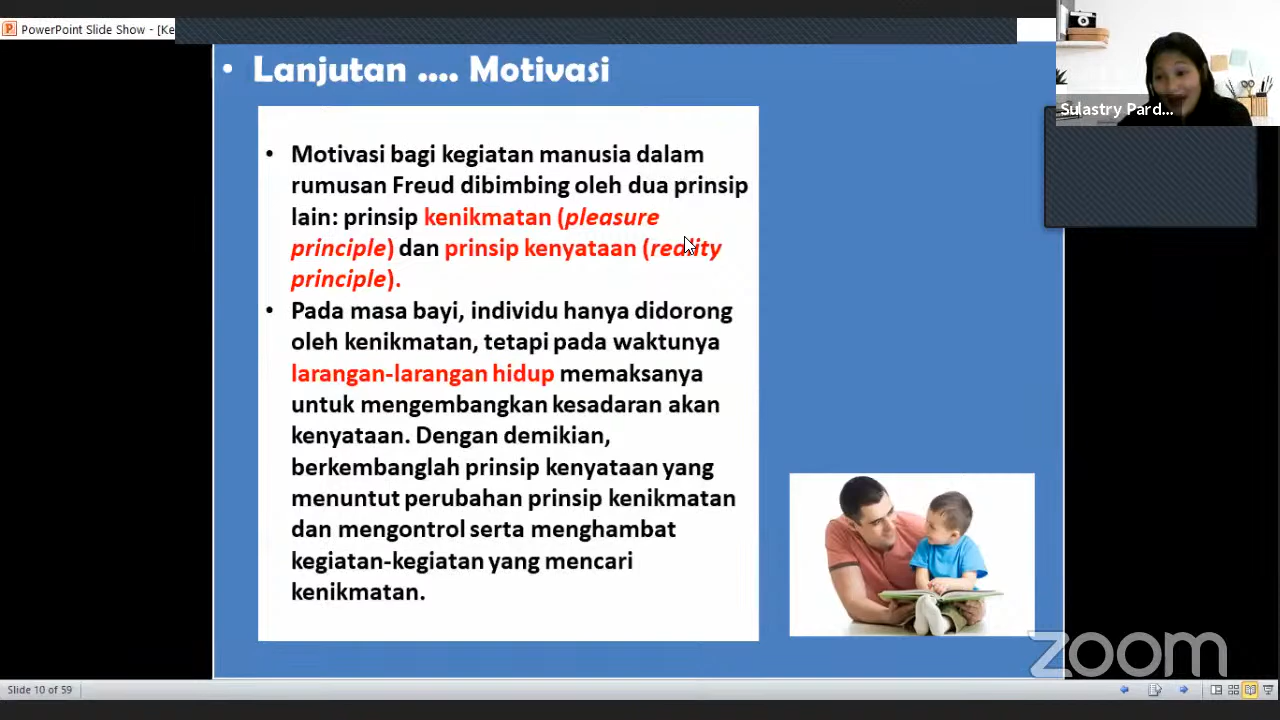 PowerPoint Slide Show - [Ke
• Lanjutan .... Motivasi
Sulastry Pard...
• Motivasi bagi kegiatan manusia dalam
rumusan Freud dibimbing oleh dua prinsip
lain: prinsip kenikmatan (pleasure
principle) dan prinsip kenyataan (reality
principle).
• Pada masa bayi, individu hanya didorong
oleh kenikmatan, tetapi pada waktunya
larangan-larangan hidup memaksanya
untuk mengembangkan kesadaran akan
kenyataan. Dengan demikian,
berkembanglah prinsip kenyataan yang
menuntut perubahan prinsip kenikmatan
dan mengontrol serta menghambat
kegiatan-kegiatan yang mencari
kenikmatan.
zoom
Slide 10 of 59